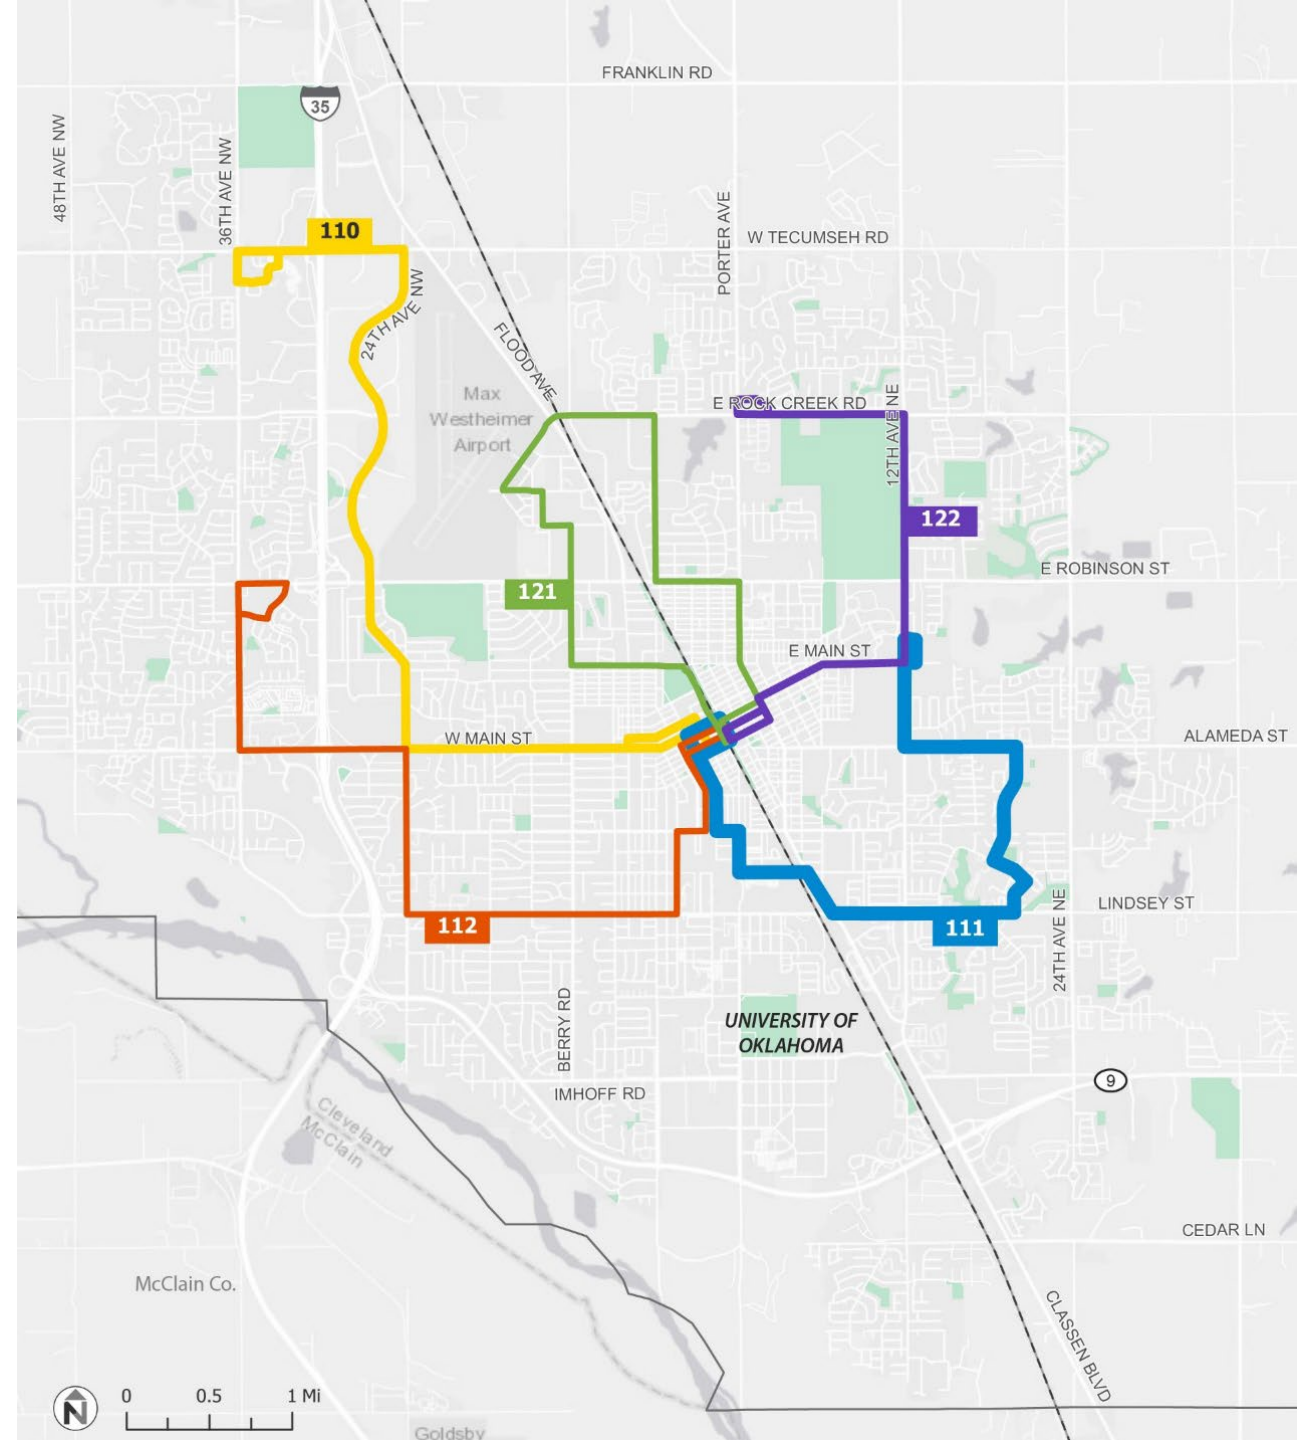 FRANKLIN RD
35
48TH AVE NW
36TH AVE NW
PORTER AVE
110
W TECUMSEH RD
24TH AVE NW
FLOOD AVE
Max
Westheimer
Airport
E ROCK CREEK RD
12TH AVE NE
122
121
E ROBINSON ST
E MAIN ST
W MAIN ST
ALAMEDA ST
112
111
LINDSEY ST
24TH AVE NE
BERRY RD
UNIVERSITY OF
OKLAHOMA
IMHOFF RD
9
Cleveland
McClain
CEDAR LN
McClain Co.
CLASSEN BLVD
N
0 0.5 1 Mi
Goldsby